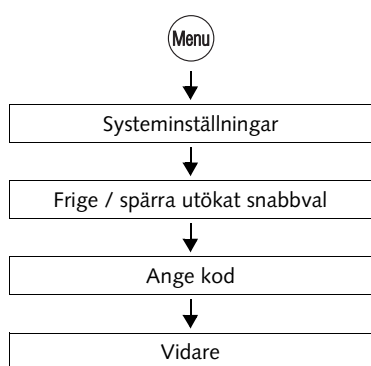 Menu
Systeminställningar
Frige / spärra utökat snabbval
Ange kod
Vidare